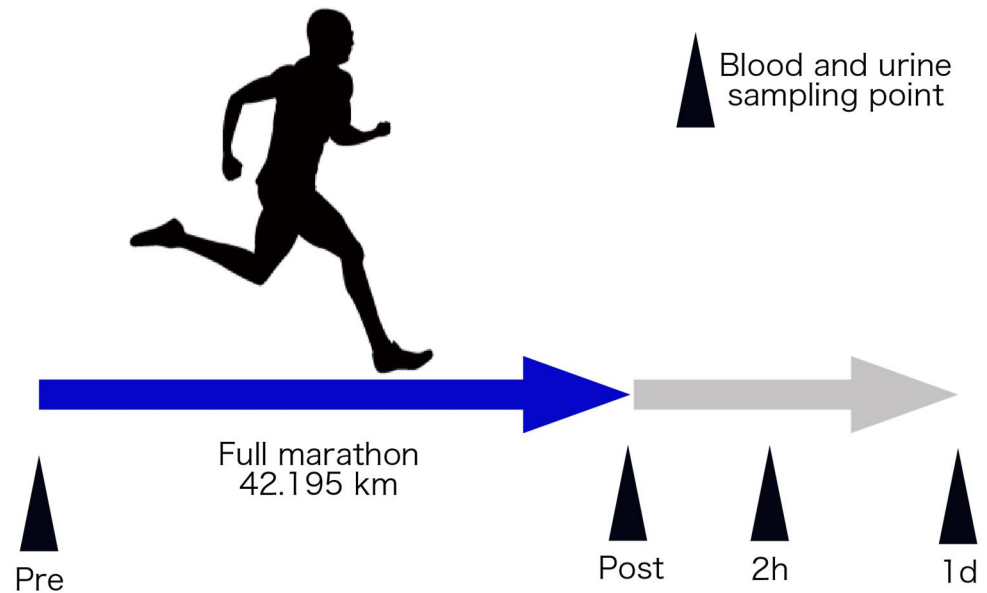 Blood and urine
sampling point
Full marathon
42.195 km
Pre
Post
2h
1d